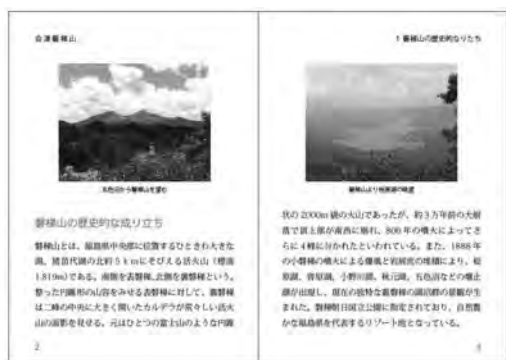 会津磐梯山
五色沼から磐梯山を望む
磐梯山の歴史的な成り立ち
磐梯山とは、福島県中央部に位置するひときわ大きな
湖、猪苗代湖の北約5kmにそびえる活火山(標高
1,819m)である。南側を表磐梯、北側を裏磐梯という。
整った円錐形の山容をみせる表磐梯に対して、裏磐梯
は二峰の中央に大きく開いたカルデラが荒々しい活火
山の面影を見せる。元はひとつの富士山のような円錐
2
1 磐梯山の歴史的なりたち
磐梯山より桧原湖の眺望
状の2000m級の火山であったが、約3万年前の大崩
落で頂上部が南西に崩れ、806年の噴火によってさ
らに4峰に分かれたといわれている。また、1888年
の小磐梯の噴火による爆風と岩屑流の堆積により、桧
原湖、曽原湖、小野川湖、秋元湖、五色沼などの堰止
湖が出現し、現在の独特な裏磐梯の湖沼群の景観が生
まれた。磐梯朝日国立公園に指定されており、自然豊
かな福島県を代表するリゾート地となっている。
3